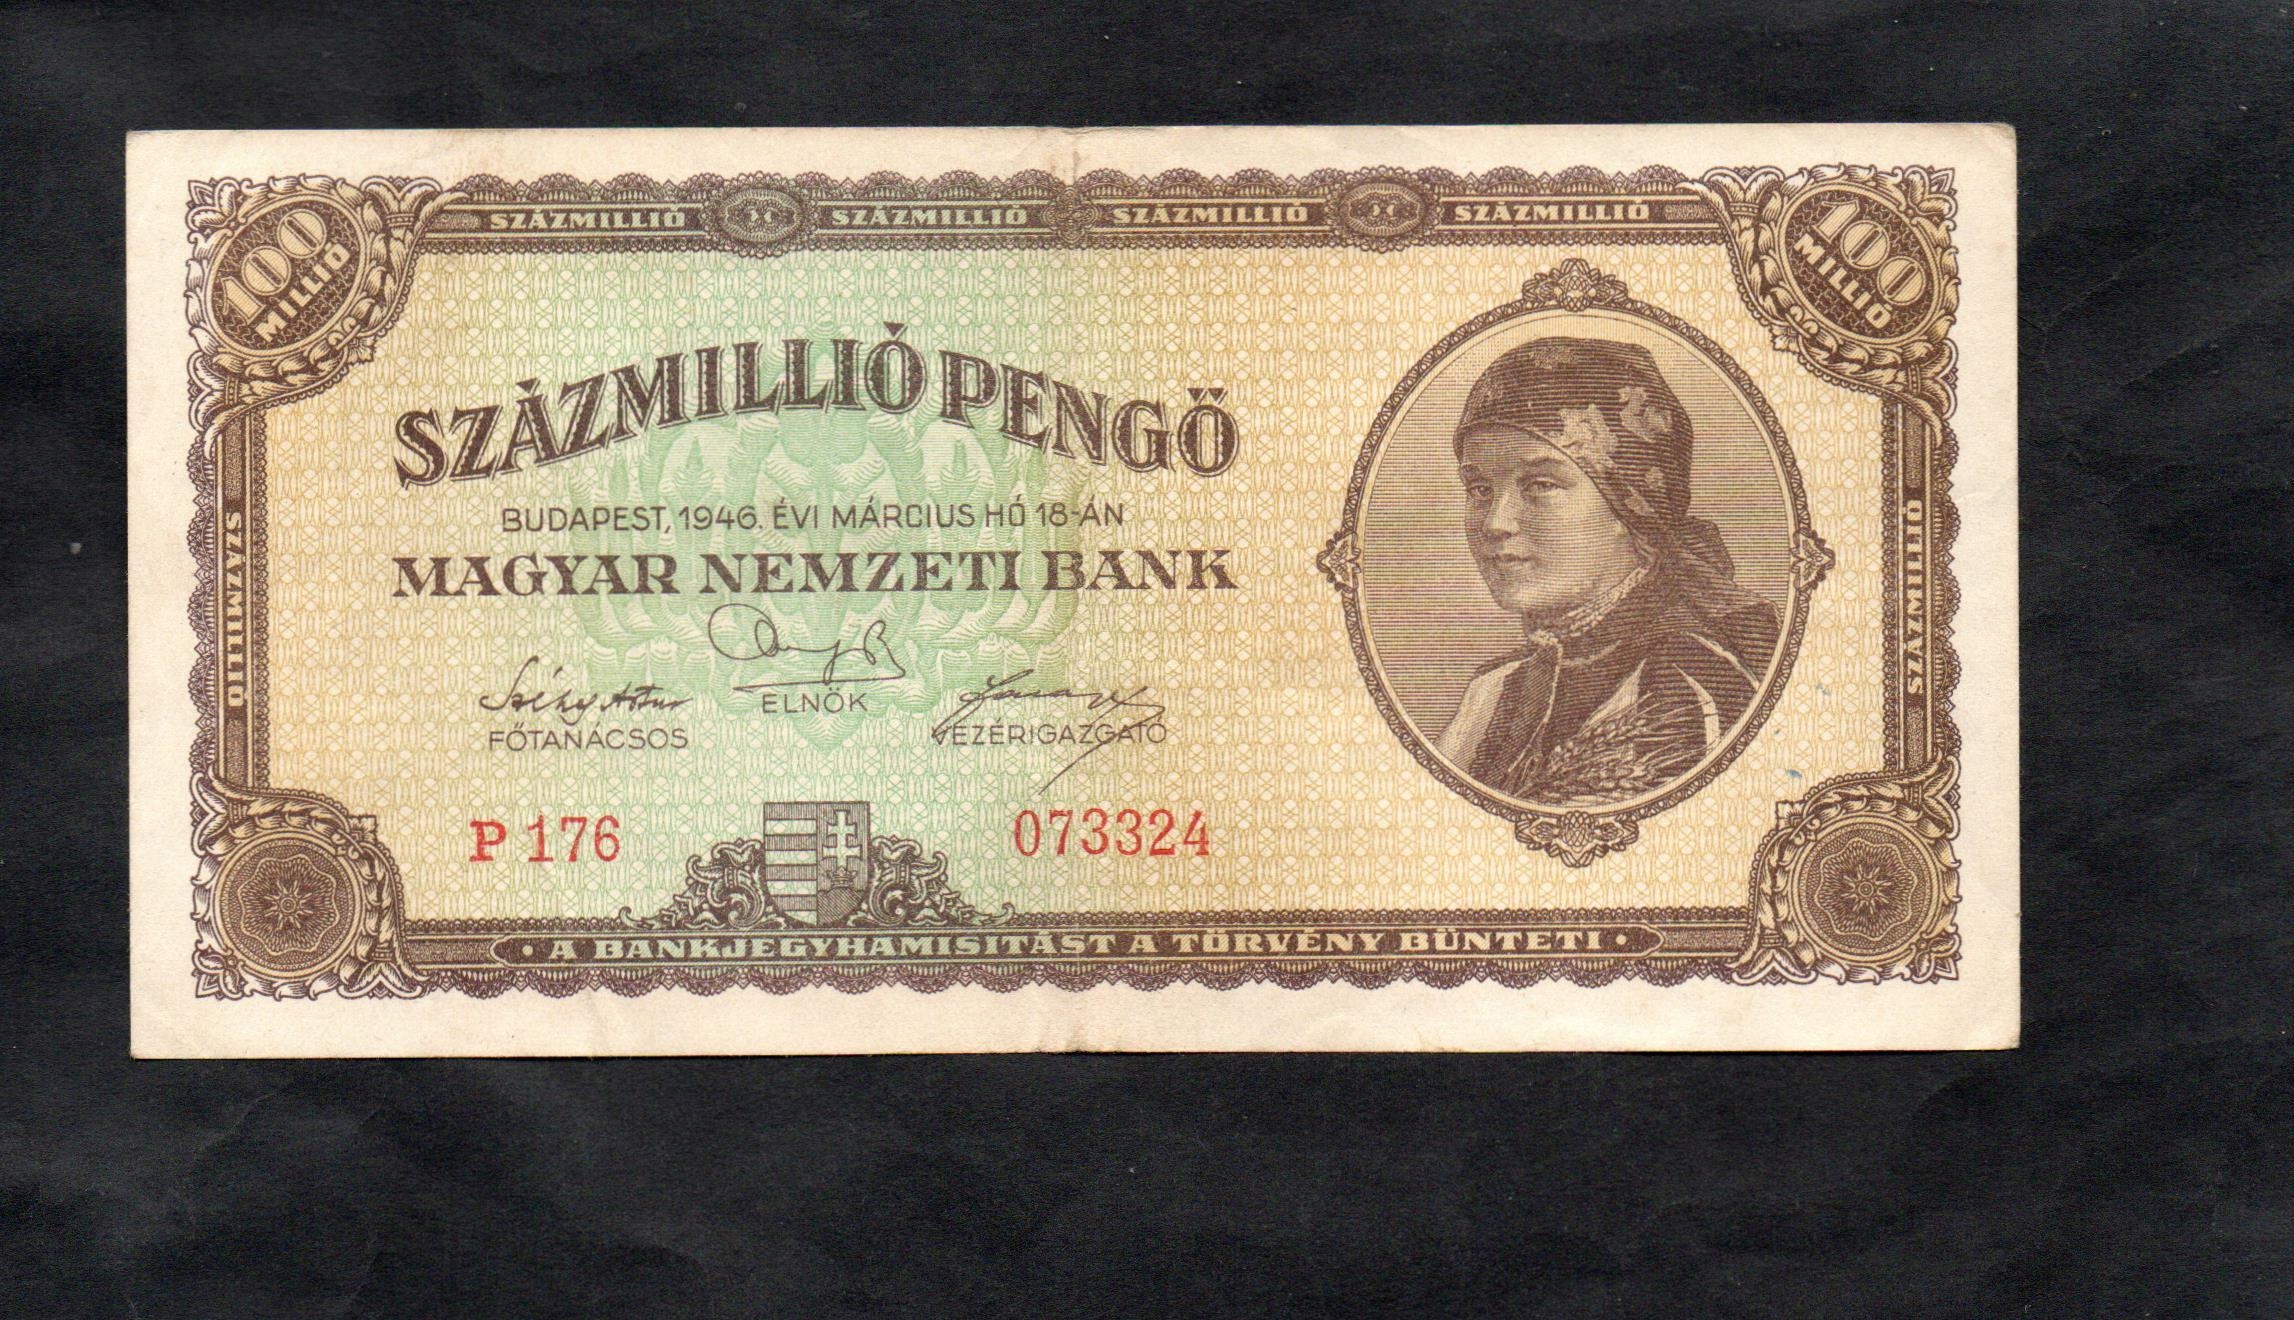 100 MILLIÓ
SZÁZMILLIÓ SZÁZMILLIÓ SZÁZMILLIÓ SZÁZMILLIÓ
100 MILLIÓ
SZÁZMILLIÓ
SZÁZMILLIÓ PENGŐ
BUDAPEST, 1946. ÉVI MÁRCIUS HÓ 18-ÁN
MAGYAR NEMZETI BANK
ELNÖK
FŐTANÁCSOS
VEZÉRIGAZGATÓ
P 176
073324
SZÁZMILLIÓ
• A BANKJEGYHAMISITÁST A TÖRVÉNY BÜNTETI •